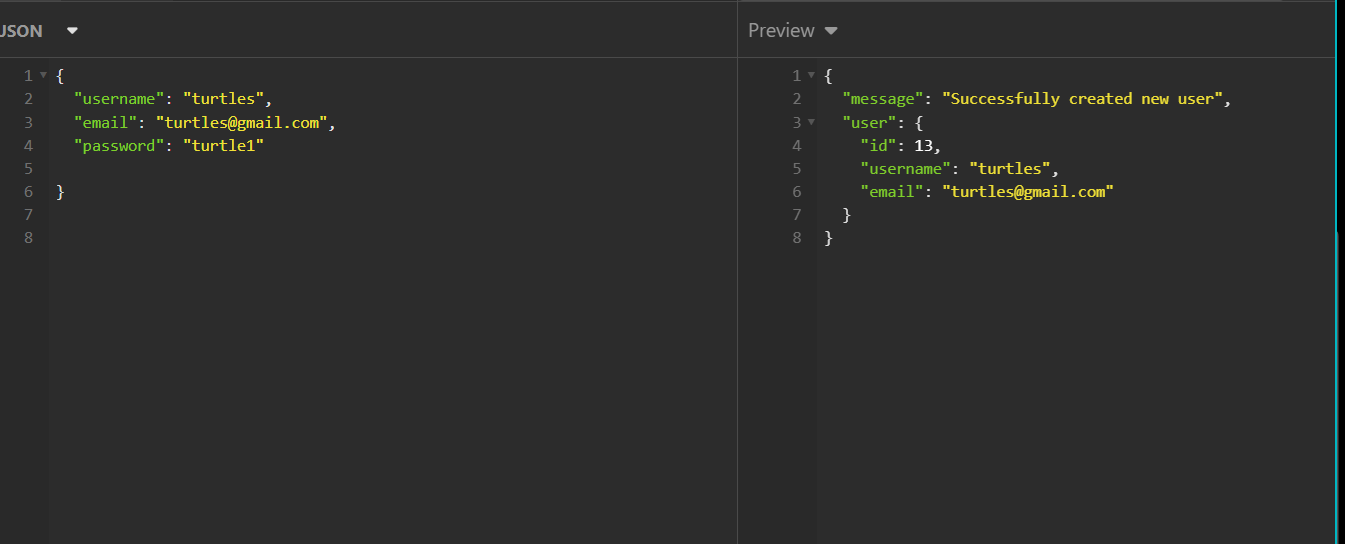 JSON
1 {
2 "username": "turtles",
3 "email": "turtles@gmail.com",
4 "password": "turtle1"
5
6 }
7
8
Preview
1 {
2 "message": "Successfully created new user",
3 "user": {
4 "id": 13,
5 "username": "turtles",
6 "email": "turtles@gmail.com"
7 }
8 }